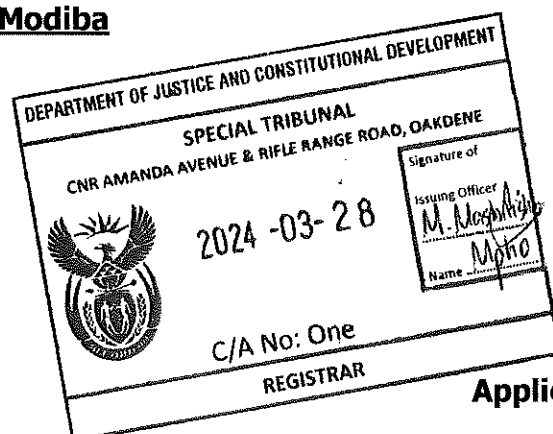 Modiba
DEPARTMENT OF JUSTICE AND CONSTITUTIONAL DEVELOPMENT
SPECIAL TRIBUNAL
CNR AMANDA AVENUE & RIFLE RANGE ROAD, OAKDENE
Signature of
Issuing Officer
2024 -03- 28
Name Mpho
C/A No: One
REGISTRAR